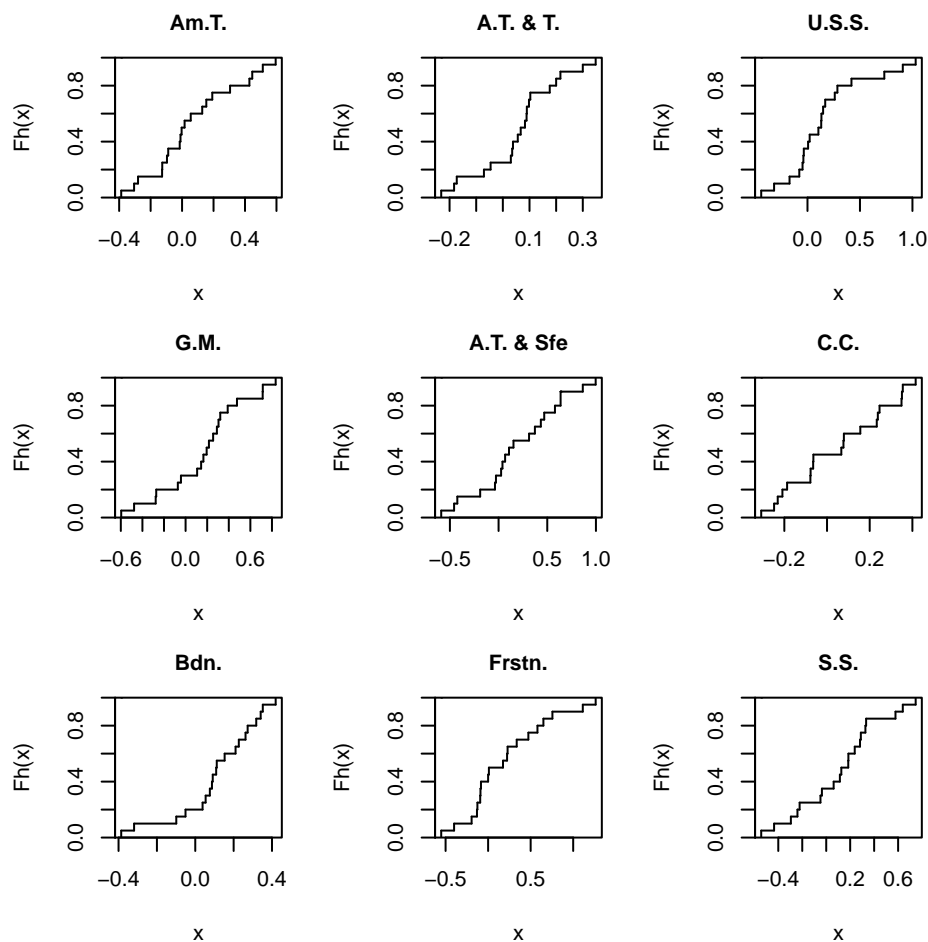 Am.T.
Fh(x)
0.0 0.4 0.8
−0.4 0.0 0.4
x
A.T. & T.
Fh(x)
0.0 0.4 0.8
−0.2 0.1 0.3
x
U.S.S.
Fh(x)
0.0 0.4 0.8
0.0 0.5 1.0
x
G.M.
Fh(x)
0.0 0.4 0.8
−0.6 0.0 0.6
x
A.T. & Sfe
Fh(x)
0.0 0.4 0.8
−0.5 0.5 1.0
x
C.C.
Fh(x)
0.0 0.4 0.8
−0.2 0.2
x
Bdn.
Fh(x)
0.0 0.4 0.8
−0.4 0.0 0.4
x
Frstn.
Fh(x)
0.0 0.4 0.8
−0.5 0.5
x
S.S.
Fh(x)
0.0 0.4 0.8
−0.4 0.2 0.6
x